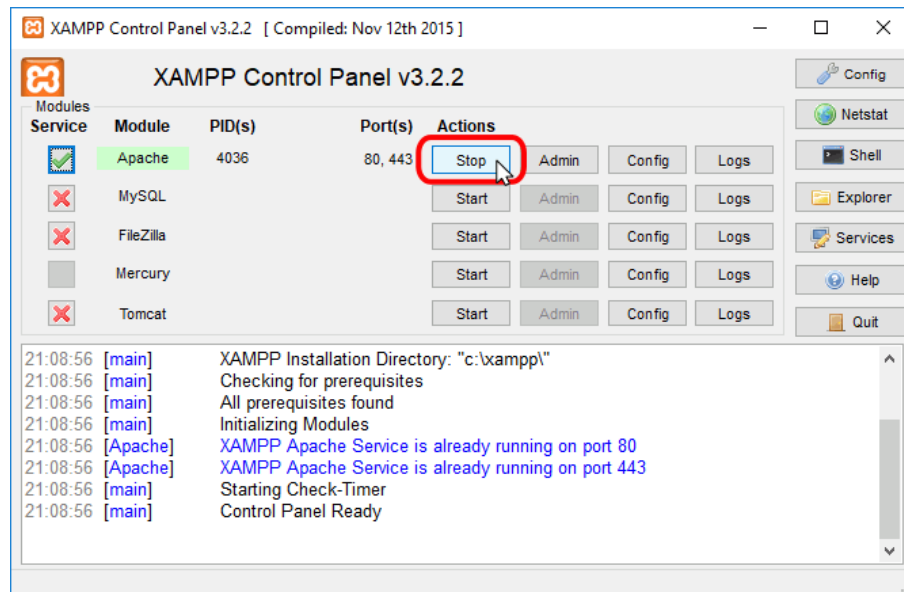 XAMPP Control Panel v3.2.2 [ Compiled: Nov 12th 2015 ]
XAMPP Control Panel v3.2.2
Config
Modules
Netstat
Service Module PID(s) Port(s) Actions
Apache 4036 80, 443 Stop Admin Config Logs
Shell
MySQL Start Admin Config Logs
Explorer
FileZilla Start Admin Config Logs
Services
Mercury Start Admin Config Logs
Help
Tomcat Start Admin Config Logs
Quit
21:08:56 [main] XAMPP Installation Directory: "c:\xampp\"
21:08:56 [main] Checking for prerequisites
21:08:56 [main] All prerequisites found
21:08:56 [main] Initializing Modules
21:08:56 [Apache] XAMPP Apache Service is already running on port 80
21:08:56 [Apache] XAMPP Apache Service is already running on port 443
21:08:56 [main] Starting Check-Timer
21:08:56 [main] Control Panel Ready